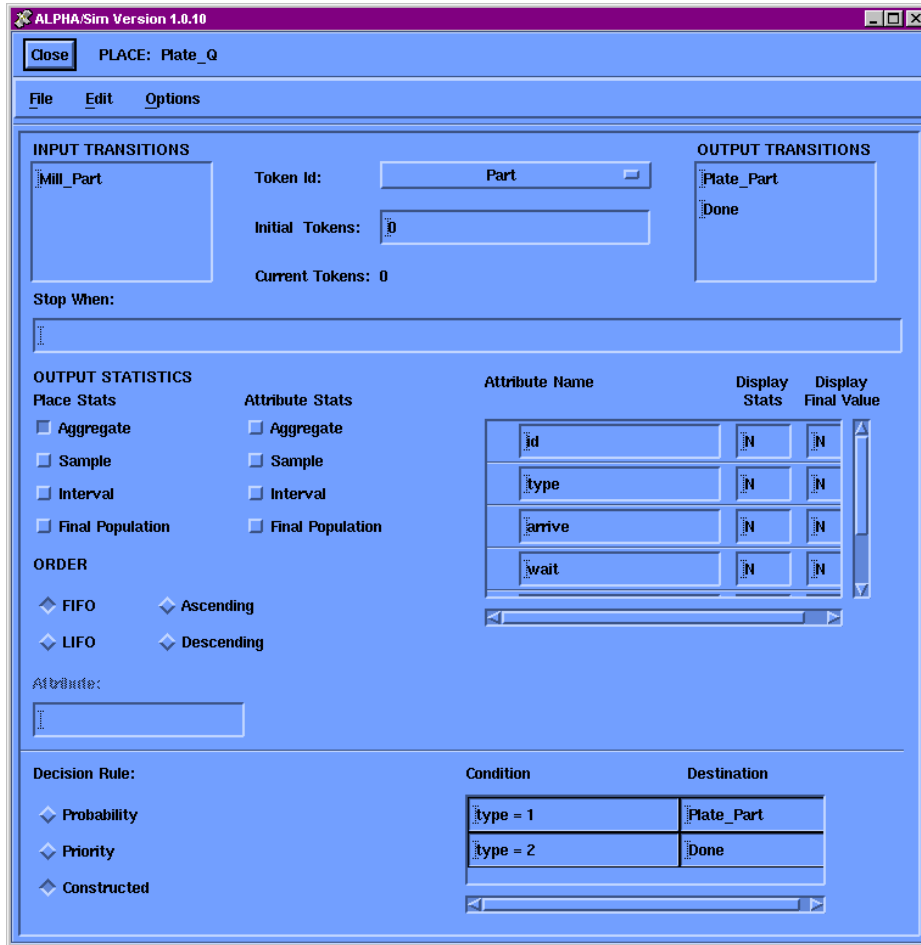 ALPHA/Sim Version 1.0.10
Close PLACE: Plate_Q
File Edit Options
INPUT TRANSITIONS OUTPUT TRANSITIONS
Mill_Part Token Id: Part Plate_Part
Done
Initial Tokens: 0
Current Tokens: 0
Stop When:
OUTPUT STATISTICS
Place Stats Attribute Stats Attribute Name Display Stats Display Final Value
Aggregate Aggregate id N N
Sample Sample
Interval Interval type N N
Final Population Final Population arrive N N
ORDER
wait N N
FIFO Ascending
LIFO Descending
Attribute:
Decision Rule: Condition Destination
Probability type = 1 Plate_Part
Priority type = 2 Done
Constructed